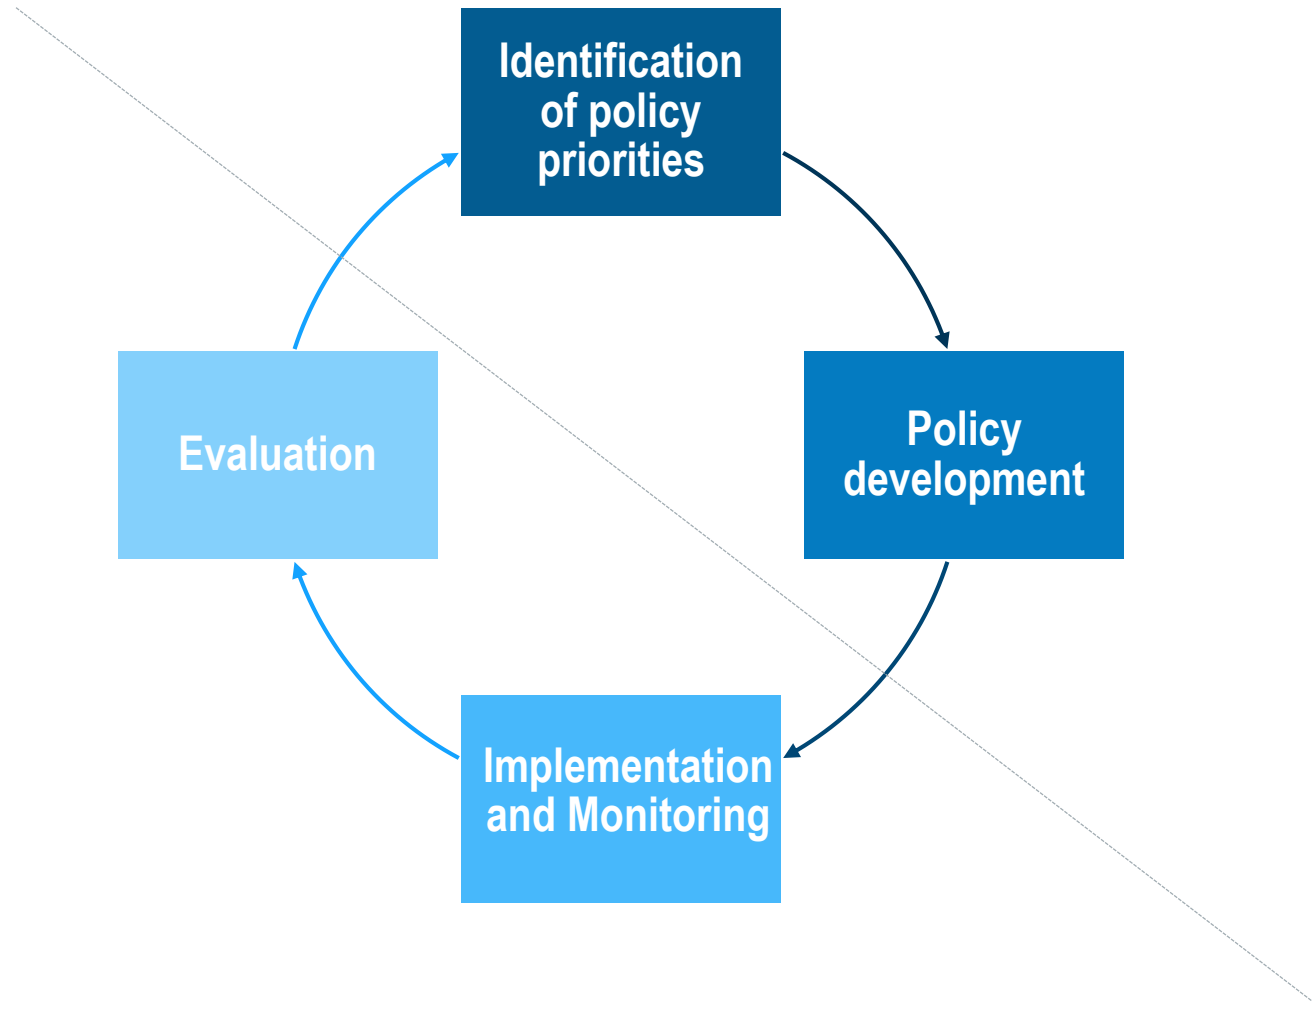 Identification
of policy
priorities
Policy
development
Implementation
and Monitoring
Evaluation